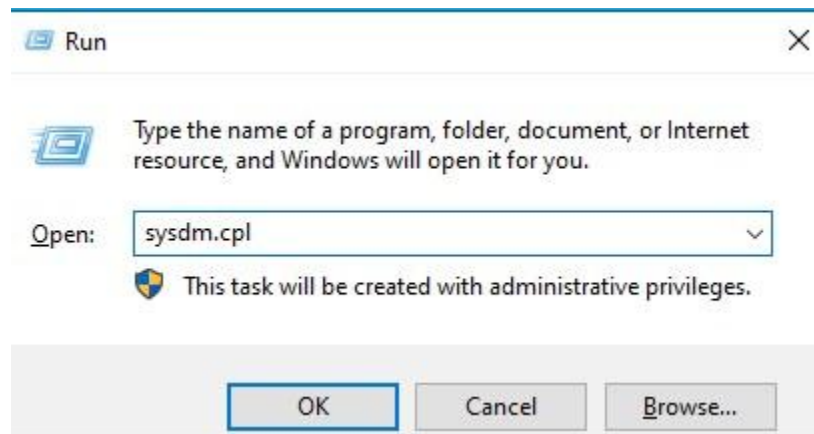 Run
Type the name of a program, folder, document, or Internet
resource, and Windows will open it for you.
Open: sysdm.cpl
This task will be created with administrative privileges.
OK Cancel Browse...